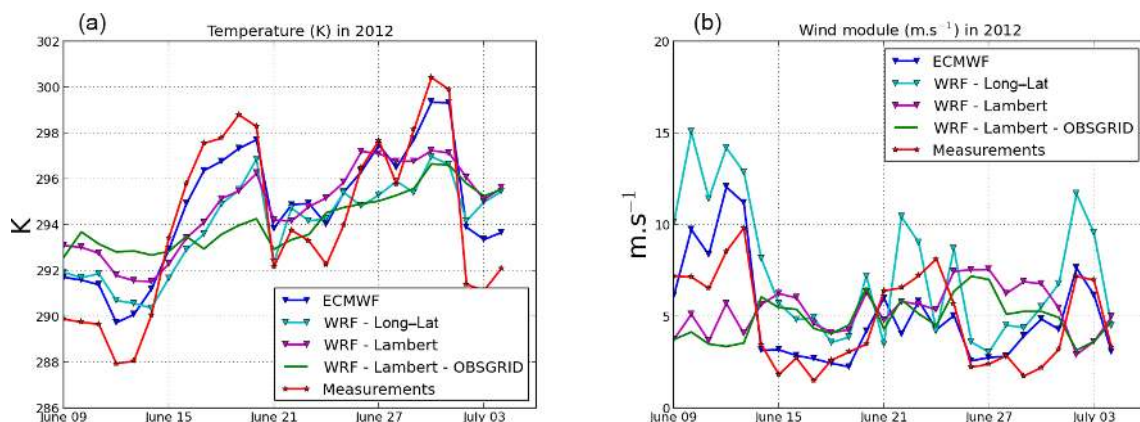 (a)
Temperature (K) in 2012
302
300
298
296
294
292
290
288
286
K
June 09
June 15
June 21
June 27
July 03
ECMWF
WRF - Long-Lat
WRF - Lambert
WRF - Lambert - OBSGRID
Measurements
(b)
Wind module (m.s⁻¹) in 2012
20
15
10
5
0
m.s⁻¹
June 09
June 15
June 21
June 27
July 03
ECMWF
WRF - Long-Lat
WRF - Lambert
WRF - Lambert - OBSGRID
Measurements